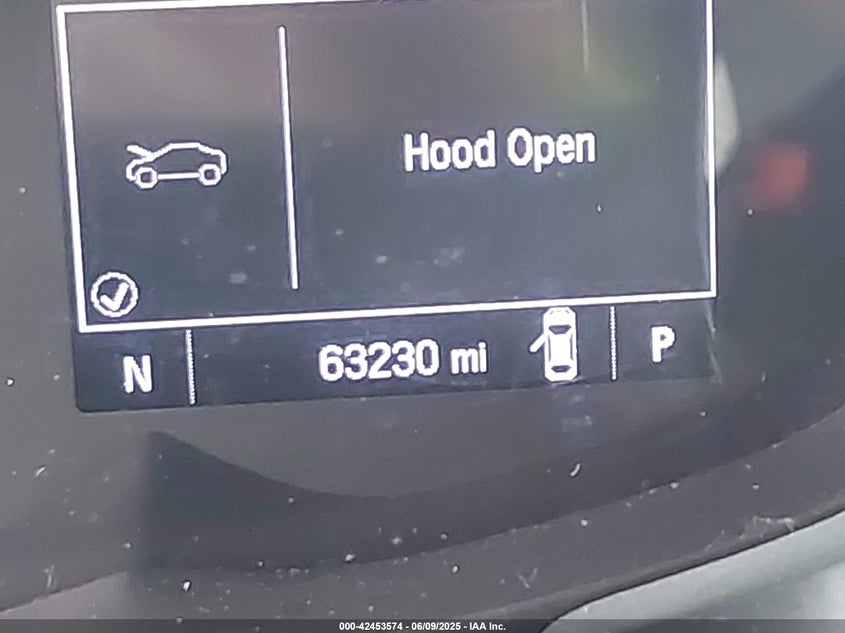 Hood Open
N
63230 mi
P
000-42453574 - 06/09/2025 - IAA Inc.